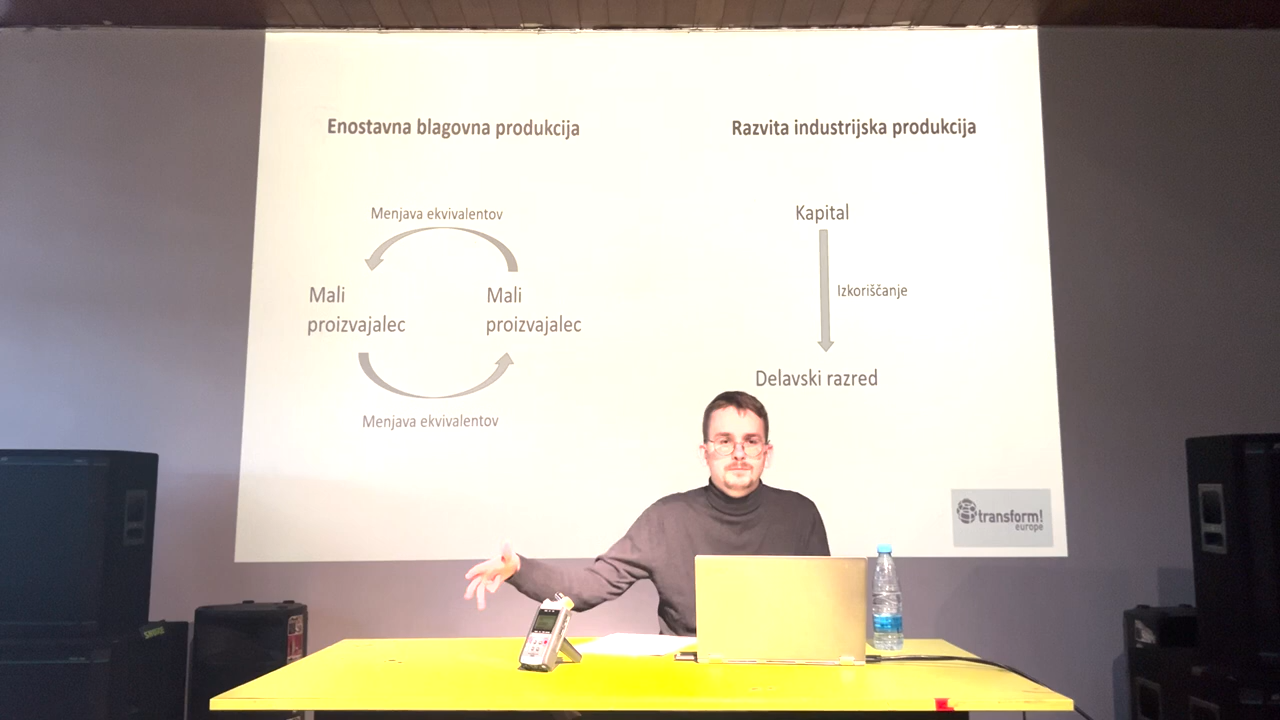 Enostavna blagovna produkcija
Menjava ekvivalentov
Mali
proizvajalec
Mali
proizvajalec
Menjava ekvivalentov
Razvita industrijska produkcija
Kapital
Izkoriščanje
Delavski razred
transform!
europe